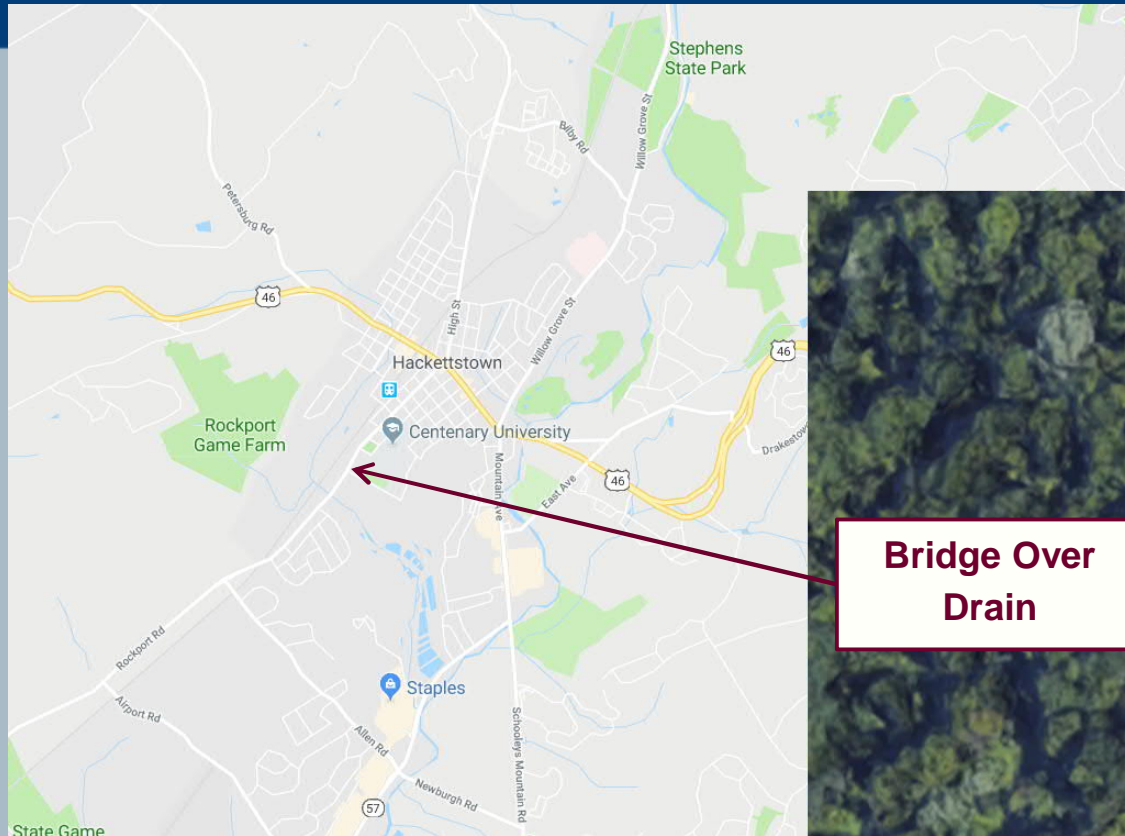 Stephens
State Park
Bilby Rd
Willow Grove St
Petersburg Rd
46
High St
Willow Grove St
Hackettstown
46
Rockport
Game Farm
Centenary University
Drakestown
Mountain Ave
East Ave
46
Bridge Over
Drain
Rockport Rd
Staples
Airport Rd
Allen Rd
Schooleys Mountain Rd
Newburgh Rd
57
State Game